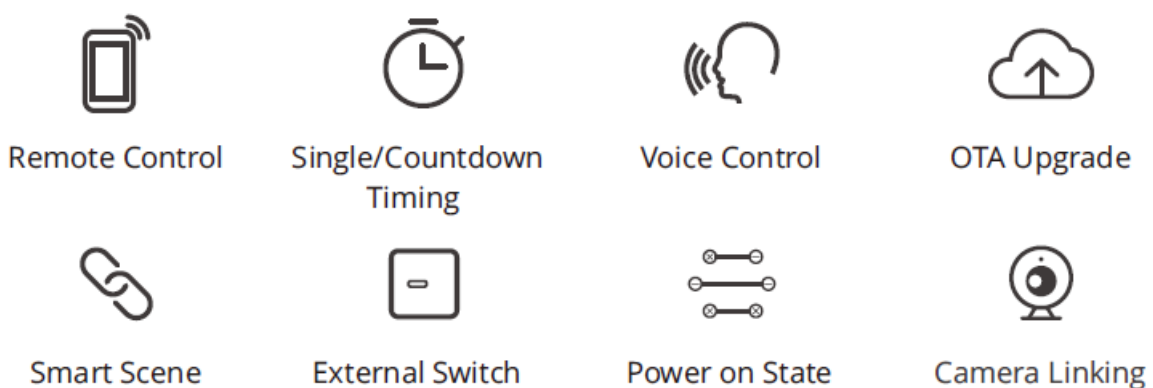 Remote Control
Single/Countdown
Timing
Voice Control
OTA Upgrade
Smart Scene
External Switch
Power on State
Camera Linking